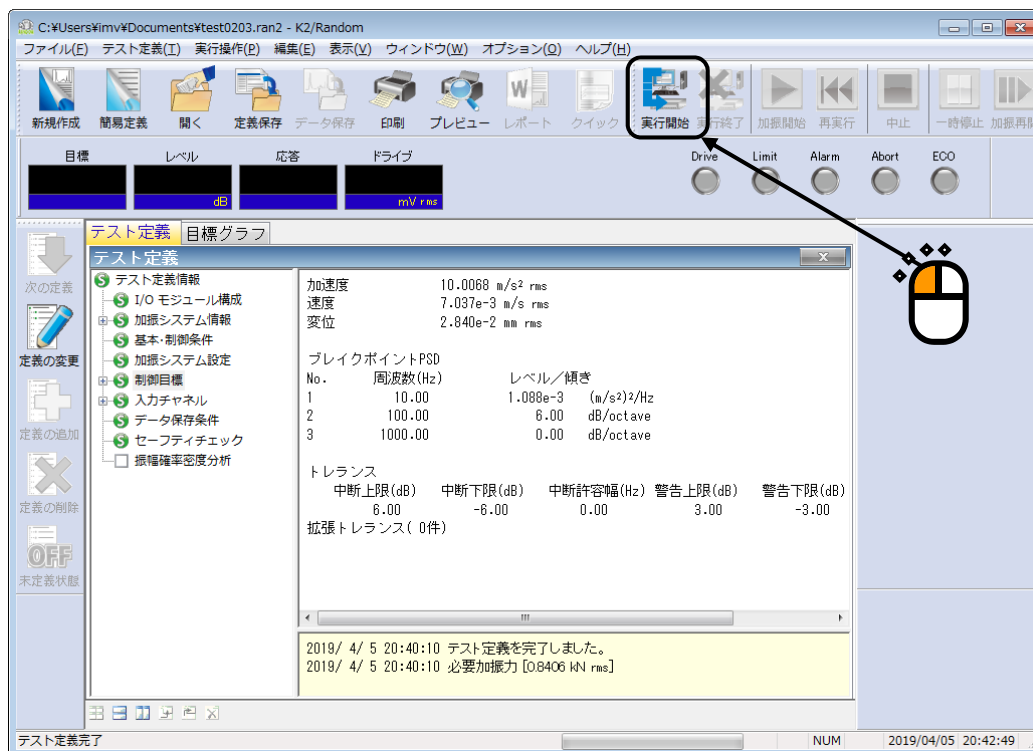 C:¥Users¥imv¥Documents¥test0203.ran2 - K2/Random
ファイル(F) テスト定義(T) 実行操作(P) 編集(E) 表示(V) ウィンドウ(W) オプション(O) ヘルプ(H)
新規作成 簡易定義 開く 定義保存 データ保存 印刷 プレビュー レポート クイック 実行開始 実行終了 加振開始 再実行 中止 一時停止 加振再開
目標 レベル 応答 ドライブ Drive Limit Alarm Abort ECO
dB mV rms
次の定義
定義の変更
定義の追加
定義の削除
OFF
未定義状態
テスト定義 目標グラフ
テスト定義
テスト定義情報
I/O モジュール構成
加振システム情報
基本・制御条件
加振システム設定
制御目標
入力チャネル
データ保存条件
セーフティチェック
振幅確率密度分析
加速度 10.0068 m/s² rms
速度 7.037e-3 m/s rms
変位 2.840e-2 mm rms
ブレイクポイントPSD
No. 周波数(Hz) レベル／傾き
1 10.00 1.088e-3 (m/s²)²/Hz
2 100.00 6.00 dB/octave
3 1000.00 0.00 dB/octave
トレランス
中断上限(dB) 中断下限(dB) 中断許容幅(Hz) 警告上限(dB) 警告下限(dB)
6.00 -6.00 0.00 3.00 -3.00
拡張トレランス( 0件)
2019/ 4/ 5 20:40:10 テスト定義を完了しました。
2019/ 4/ 5 20:40:10 必要加振力 [0.8406 kN rms]
テスト定義完了 NUM 2019/04/05 20:42:49